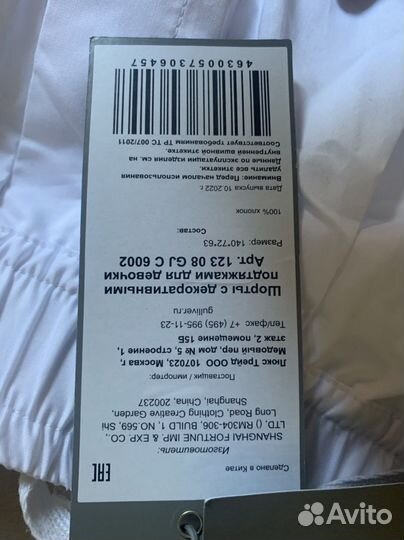 Сделано в Китае
EAC
Изготовитель:
SHANGHAI FORTUNE IMP.& EXP. CO.,
LTD. () RM304-306, BUILD. 1, NO.569, Shi
Long Road, Clothing Creative Garden,
Shanghai, China, 200237
Поставщик / импортер:
Люкс Тренд ООО 107023, Москва г,
Медовый пер, дом № 5, строение 1,
этаж 2, помещение 15Б
Тел/факс +7 (495) 995-11-23
gulliver.ru
Шорты с декоративными
подтяжками для девочки
Арт. 123 08 GJ C 6002
Размер: 140*72*63
Состав:
100% хлопок
Дата выпуска 10.2022 г
Внимание: Перед началом использования
удалить все этикетки.
Данные по эксплуатации изделия см. на
внутренней вшивной этикетке.
Соответствует требованиям ТР ТС 007/2011
4630057306457
Avito